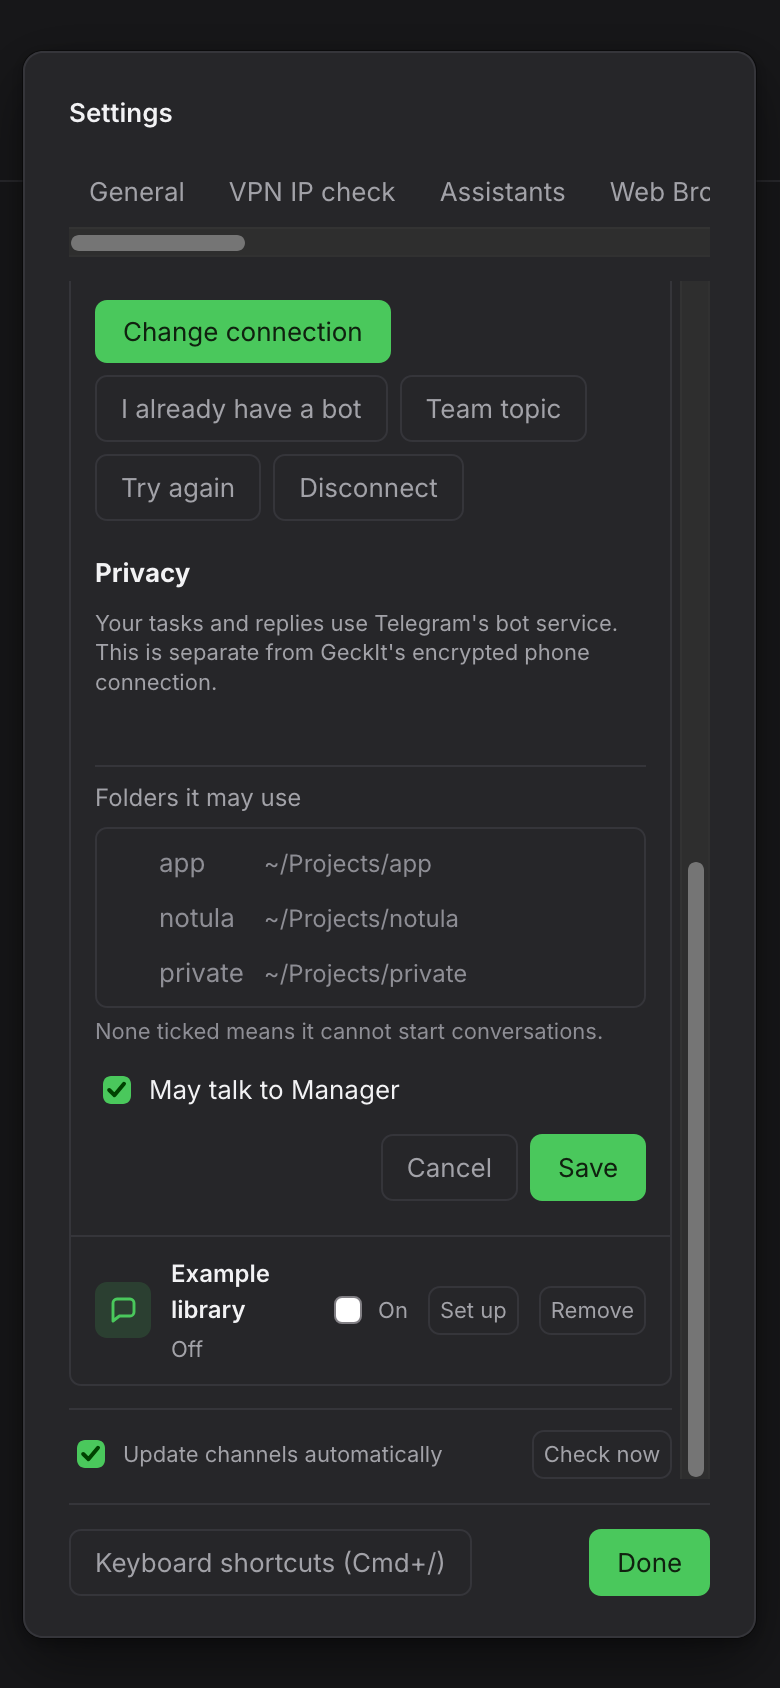 Settings
General VPN IP check Assistants Web Bro
Change connection
I already have a bot Team topic
Try again Disconnect
Privacy
Your tasks and replies use Telegram's bot service.
This is separate from GeckIt's encrypted phone
connection.
Folders it may use
app ~/Projects/app
notula ~/Projects/notula
private ~/Projects/private
None ticked means it cannot start conversations.
May talk to Manager
Cancel Save
Example
library
On Set up Remove
Off
Update channels automatically Check now
Keyboard shortcuts (Cmd+/) Done